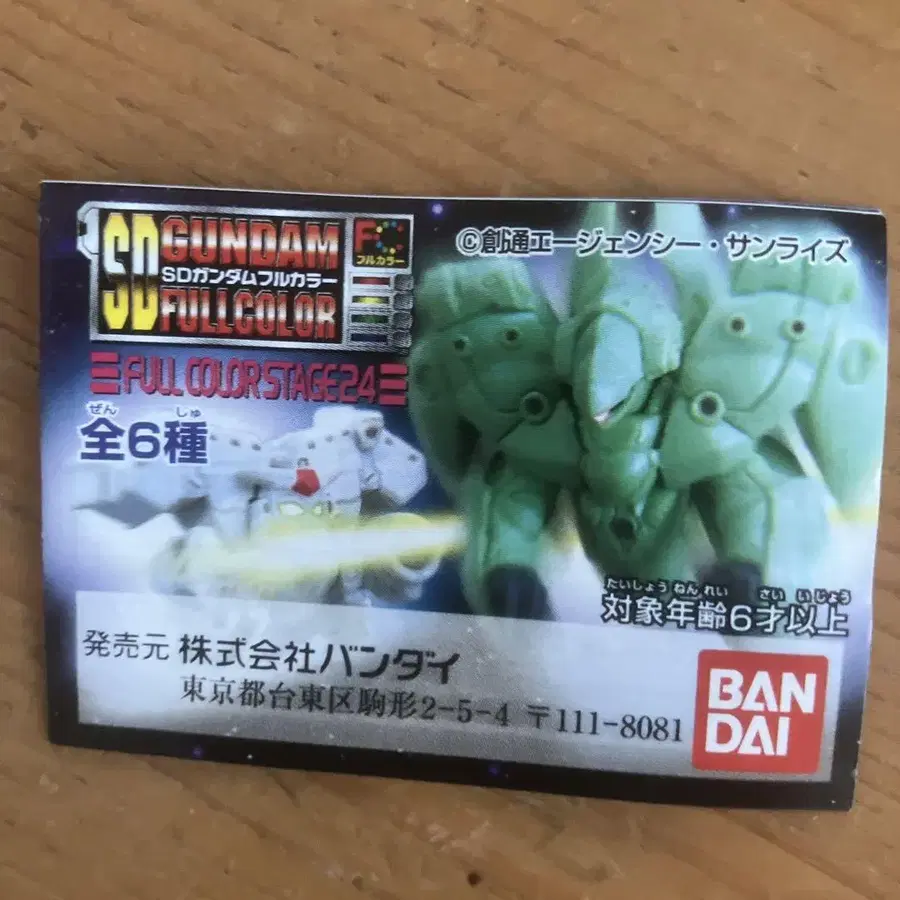 SD GUNDAM FULLCOLOR
SDガンダムフルカラー
FC
フルカラー
©創通エージェンシー・サンライズ
FULL COLOR STAGE24
ぜん しゅ
全6種
たいしょう ねん れい さい い じょう
対象年齢6才以上
発売元 株式会社バンダイ
東京都台東区駒形2-5-4 〒111-8081
BAN
DAI